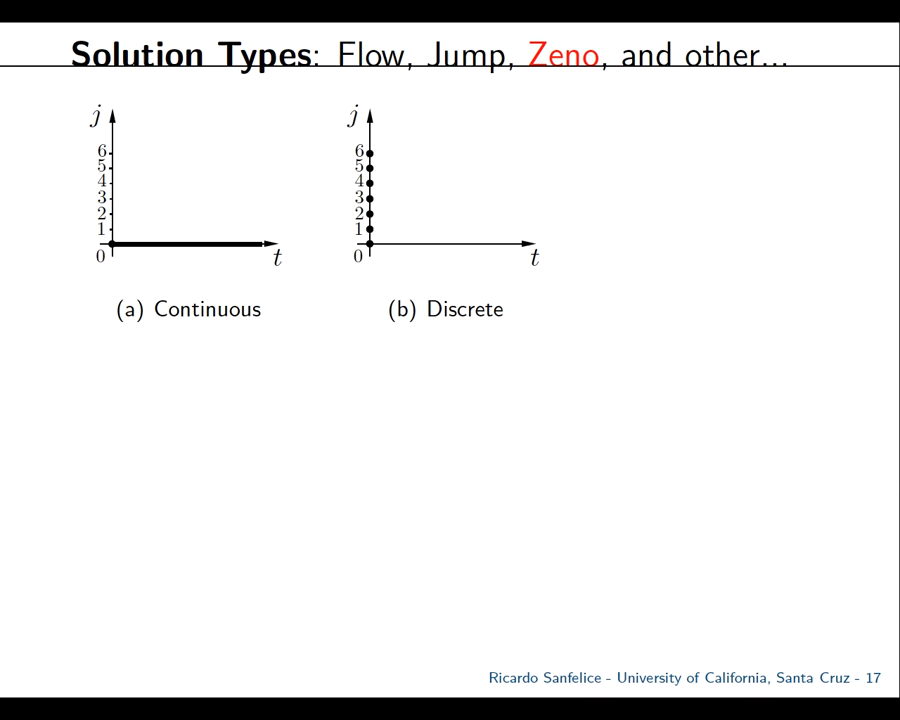 Solution Types: Flow, Jump, Zeno, and other...
j
6
5
4
3
2
1
0
t
(a) Continuous
j
6
5
4
3
2
1
0
t
(b) Discrete
Ricardo Sanfelice - University of California, Santa Cruz - 17